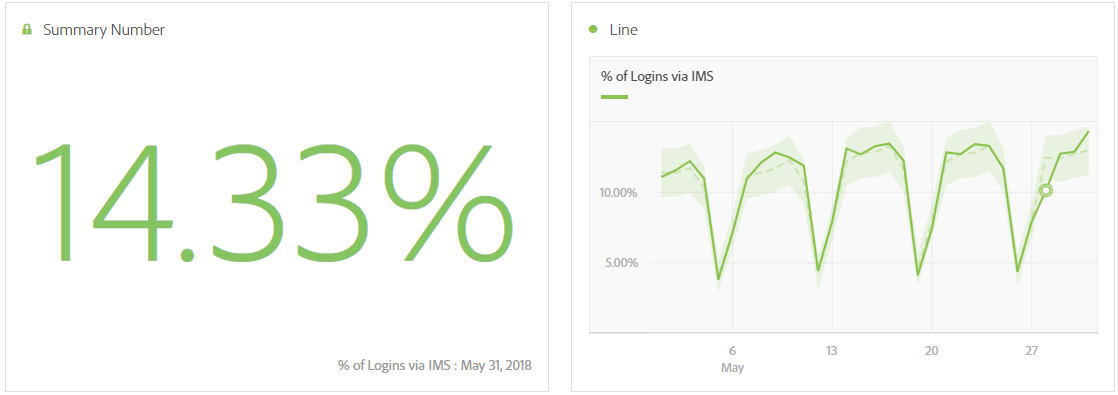 Summary Number
14.33%
% of Logins via IMS : May 31, 2018
Line
% of Logins via IMS
10.00%
5.00%
6 13 20 27
May